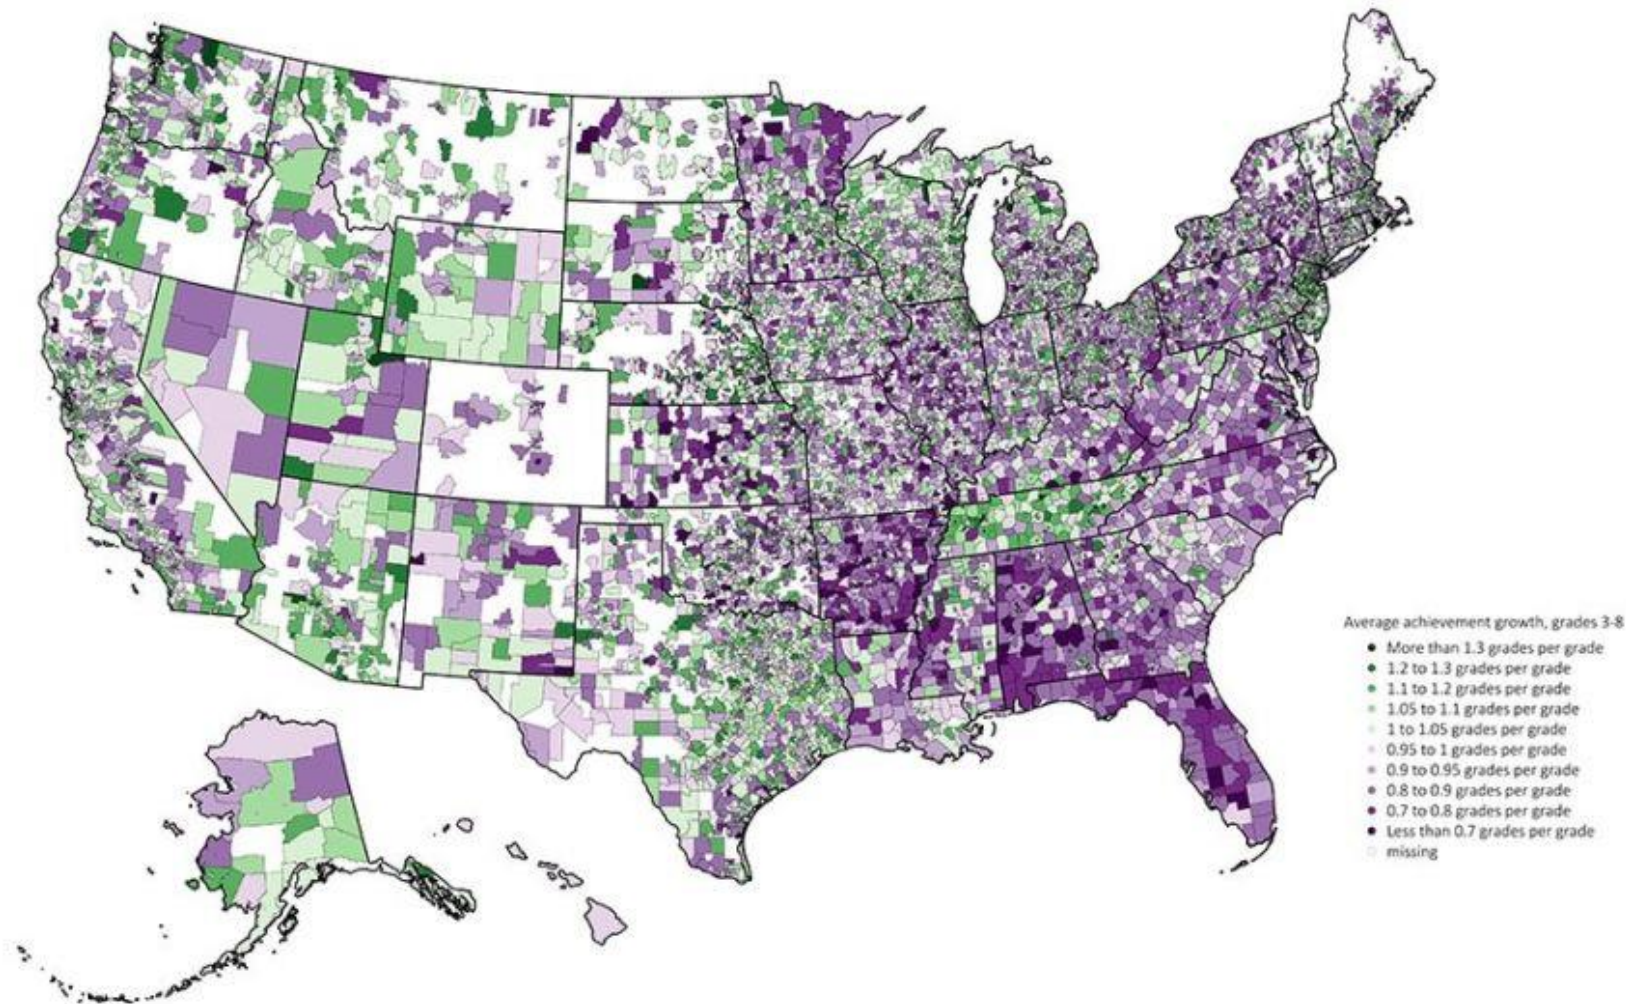 Average achievement growth, grades 3-8
More than 1.3 grades per grade
1.2 to 1.3 grades per grade
1.1 to 1.2 grades per grade
1.05 to 1.1 grades per grade
1 to 1.05 grades per grade
0.95 to 1 grades per grade
0.9 to 0.95 grades per grade
0.8 to 0.9 grades per grade
0.7 to 0.8 grades per grade
Less than 0.7 grades per grade
missing